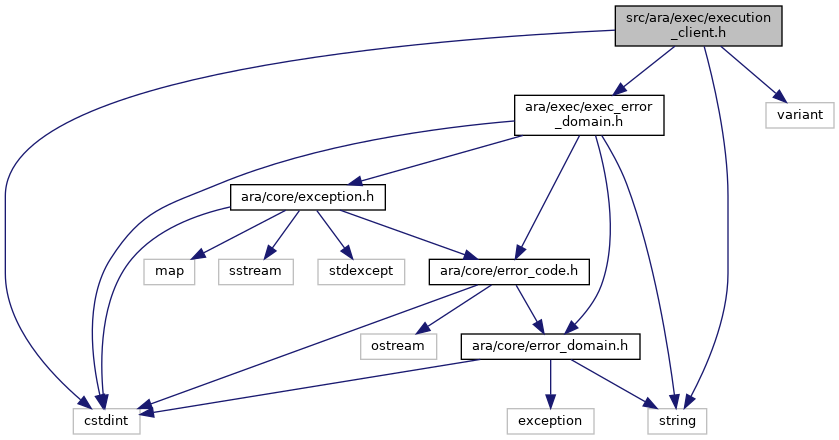 src/ara/exec/execution
_client.h
ara/exec/exec_error
_domain.h
variant
ara/core/exception.h
map
sstream
stdexcept
ara/core/error_code.h
ostream
ara/core/error_domain.h
cstdint
exception
string